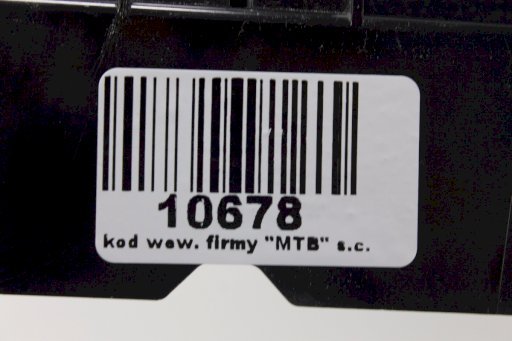 10678
kod wew. firmy "MTB" s.c.